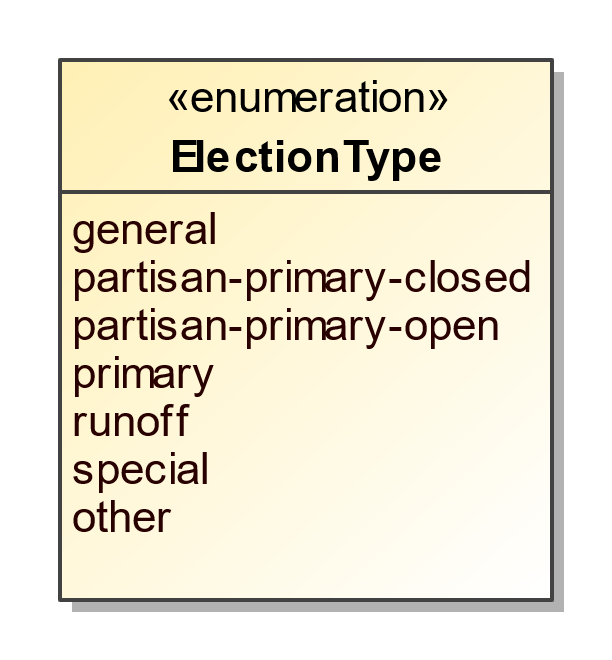 «enumeration»
ElectionType
general
partisan-primary-closed
partisan-primary-open
primary
runoff
special
other